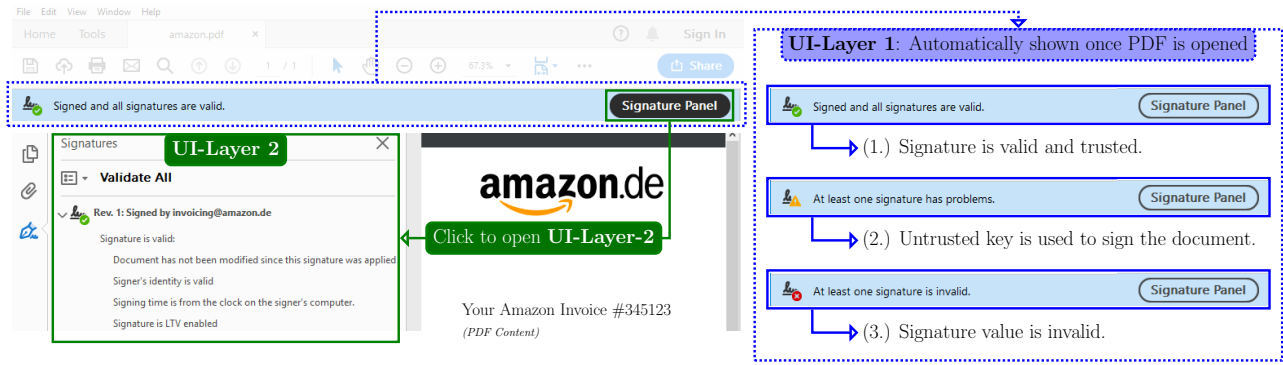 File Edit View Window Help
Home Tools amazon.pdf × Sign In
1 / 1 67.3% Share
Signed and all signatures are valid. Signature Panel
Signatures
UI-Layer 2
Validate All
Rev. 1: Signed by invoicing@amazon.de
Signature is valid:
Document has not been modified since this signature was applied
Signer's identity is valid
Signing time is from the clock on the signer's computer.
Signature is LTV enabled
amazon.de
Click to open UI-Layer-2
Your Amazon Invoice #345123
(PDF Content)
UI-Layer 1: Automatically shown once PDF is opened
Signed and all signatures are valid. Signature Panel
(1.) Signature is valid and trusted.
At least one signature has problems. Signature Panel
(2.) Untrusted key is used to sign the document.
At least one signature is invalid. Signature Panel
(3.) Signature value is invalid.